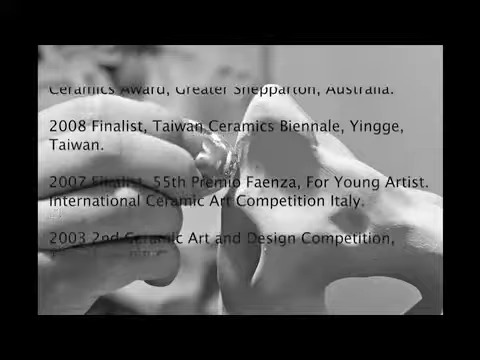 Ceramics Award, Greater Shepparton, Australia.
2008 Finalist, Taiwan Ceramics Biennale, Yingge,
Taiwan.
2007 Finalist, 55th Premio Faenza, For Young Artist.
International Ceramic Art Competition Italy.
2003 2nd Ceramic Art and Design Competition,